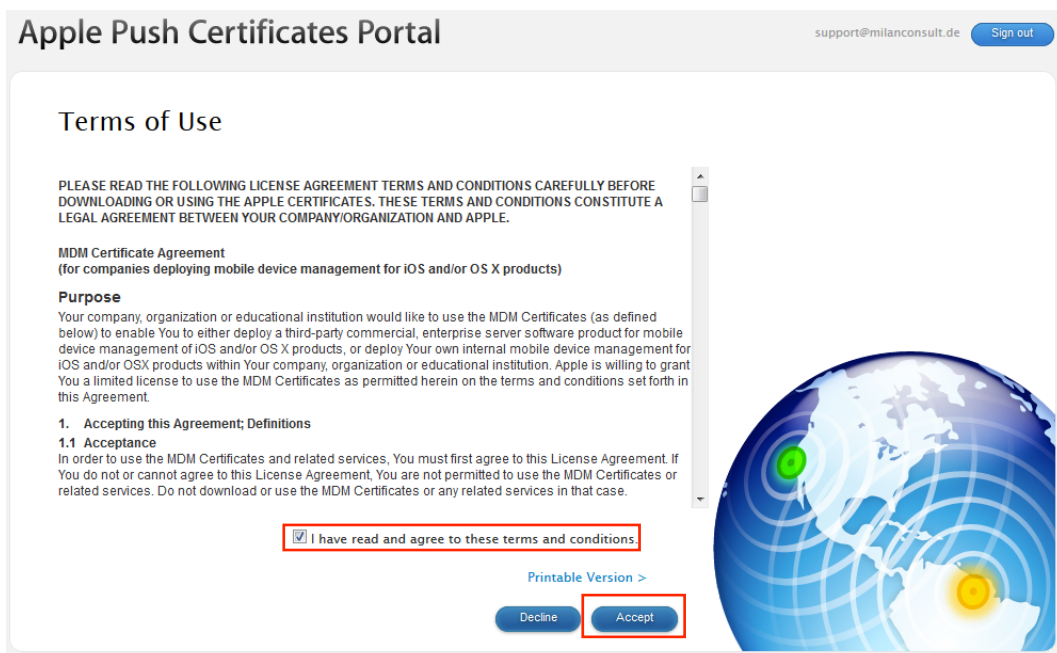 Apple Push Certificates Portal
support@milanconsult.de
Sign out
Terms of Use
PLEASE READ THE FOLLOWING LICENSE AGREEMENT TERMS AND CONDITIONS CAREFULLY BEFORE
DOWNLOADING OR USING THE APPLE CERTIFICATES. THESE TERMS AND CONDITIONS CONSTITUTE A
LEGAL AGREEMENT BETWEEN YOUR COMPANY/ORGANIZATION AND APPLE.
MDM Certificate Agreement
(for companies deploying mobile device management for iOS and/or OS X products)
Purpose
Your company, organization or educational institution would like to use the MDM Certificates (as defined
below) to enable You to either deploy a third-party commercial, enterprise server software product for mobile
device management of iOS and/or OS X products, or deploy Your own internal mobile device management for
iOS and/or OSX products within Your company, organization or educational institution. Apple is willing to grant
You a limited license to use the MDM Certificates as permitted herein on the terms and conditions set forth in
this Agreement.
1. Accepting this Agreement; Definitions
1.1 Acceptance
In order to use the MDM Certificates and related services, You must first agree to this License Agreement. If
You do not or cannot agree to this License Agreement, You are not permitted to use the MDM Certificates or
related services. Do not download or use the MDM Certificates or any related services in that case.
I have read and agree to these terms and conditions.
Printable Version >
Decline
Accept